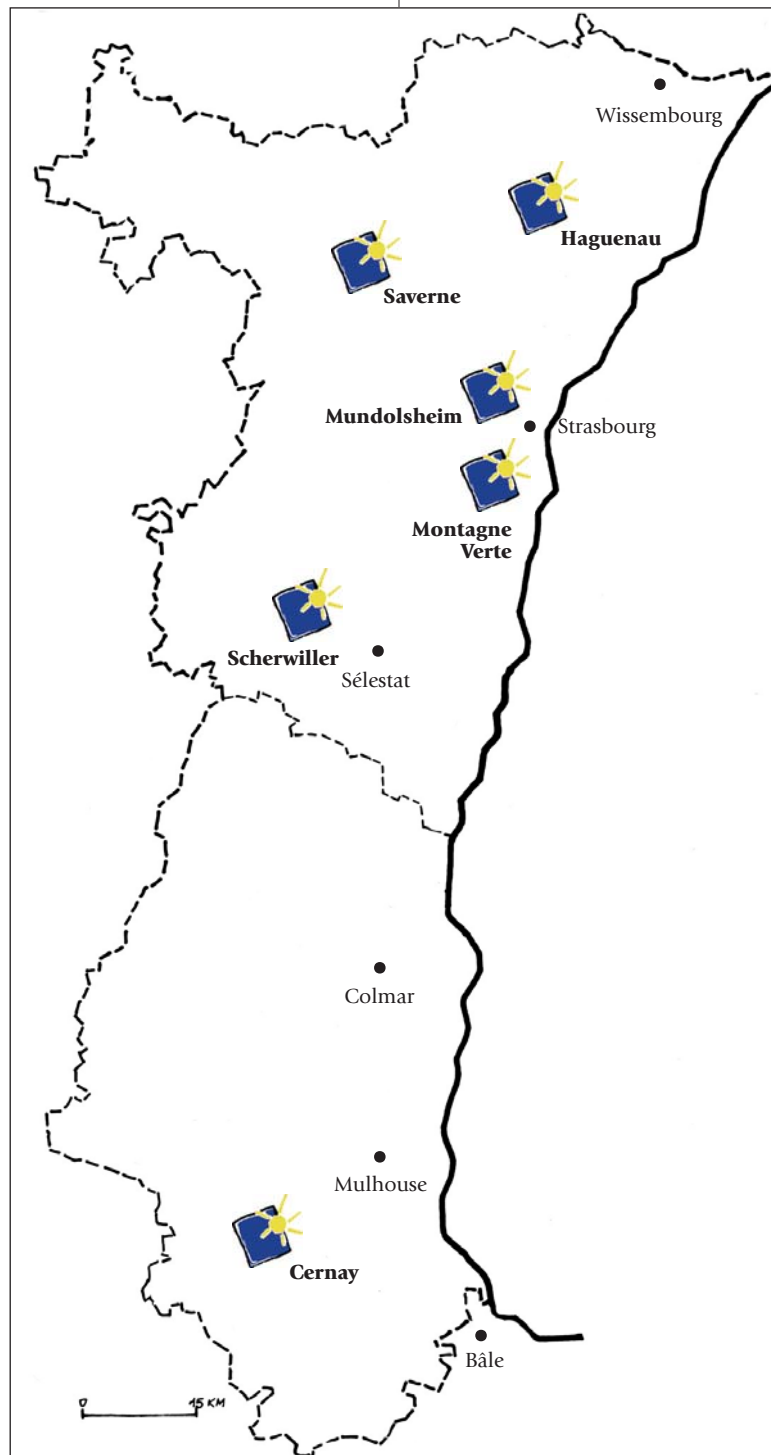 Wissembourg
Haguenau
Saverne
Mundolsheim
Strasbourg
Montagne
Verte
Scherwiller
Sélestat
Colmar
Mulhouse
Cernay
Bâle
0 15 KM